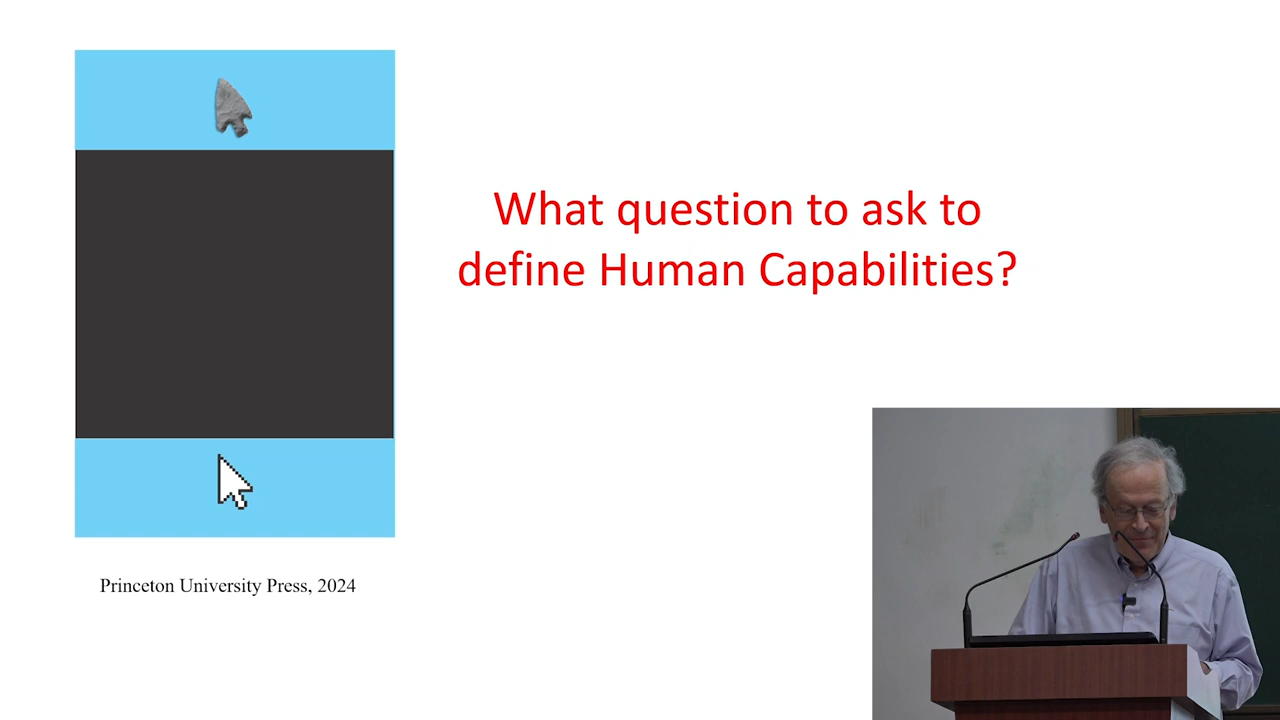 What question to ask to
define Human Capabilities?
Princeton University Press, 2024